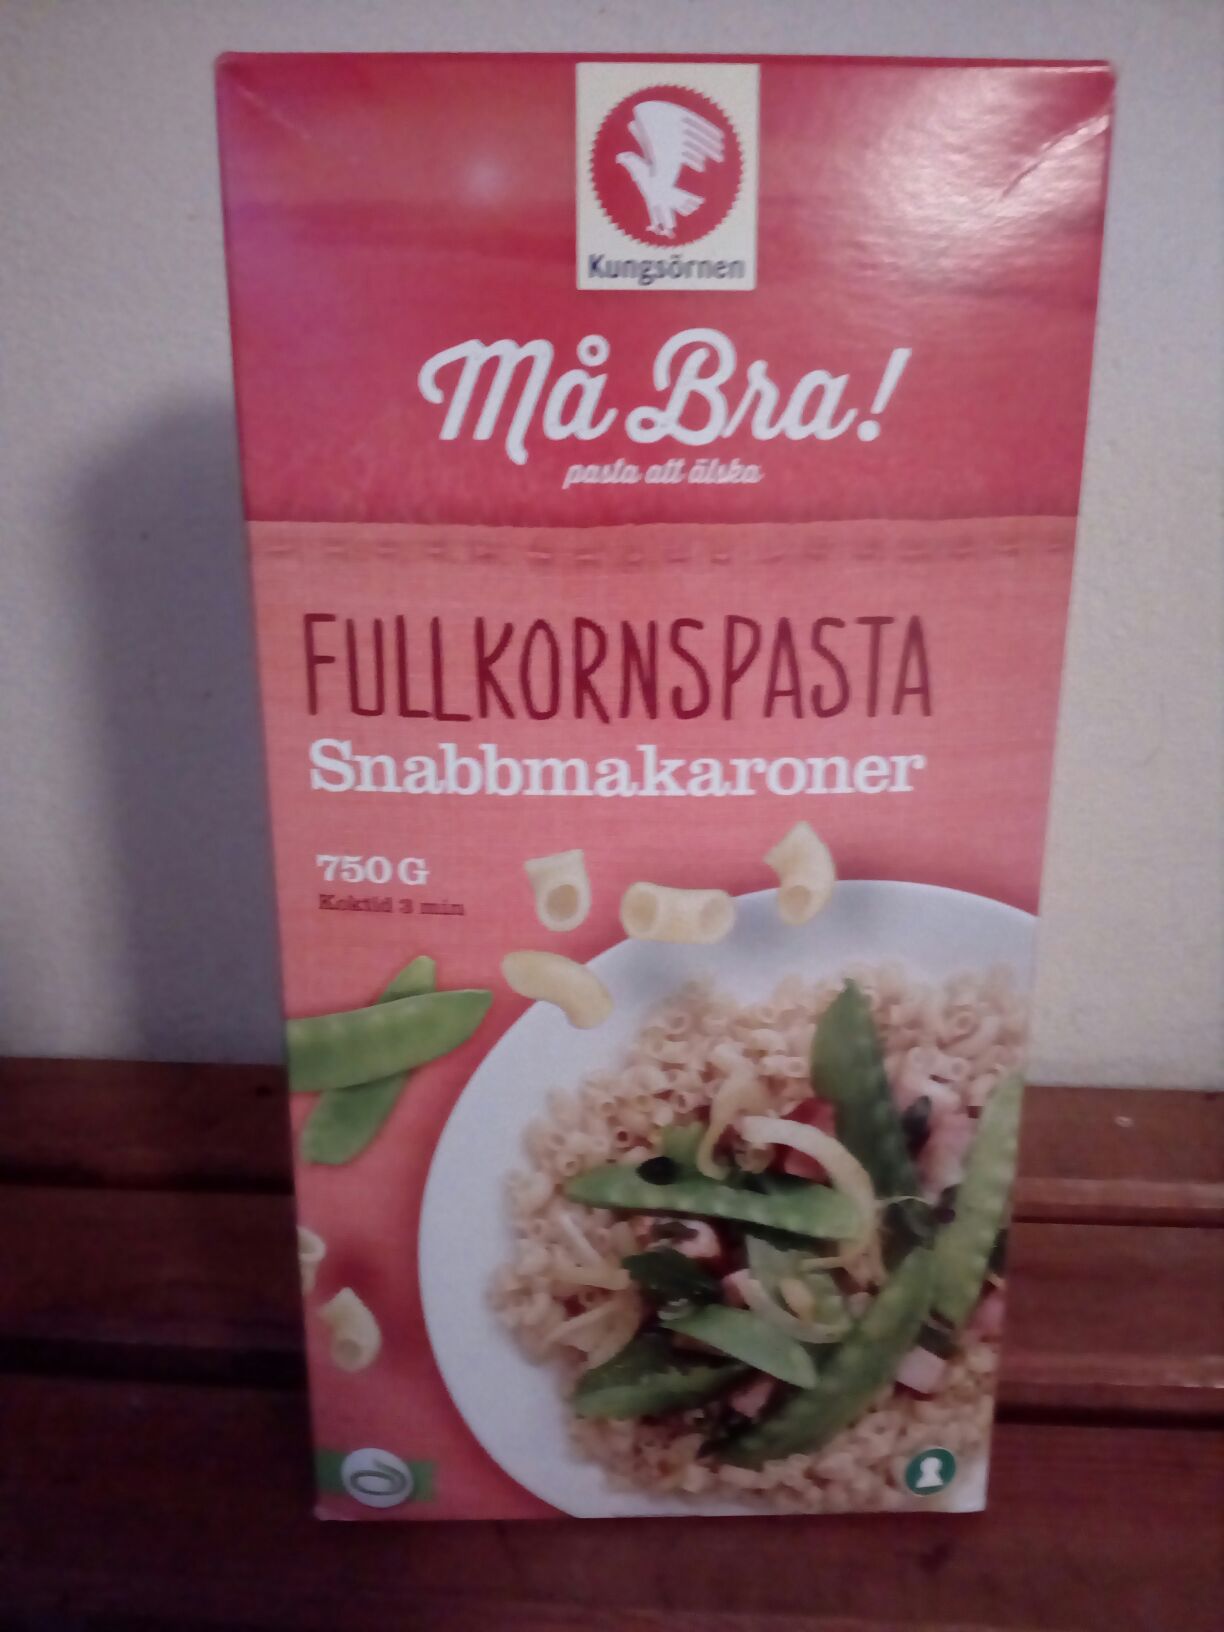 Kungsörnen
Må Bra!
pasta att älska
FULLKORNSPASTA
Snabbmakaroner
750 G
Koktid 3 min